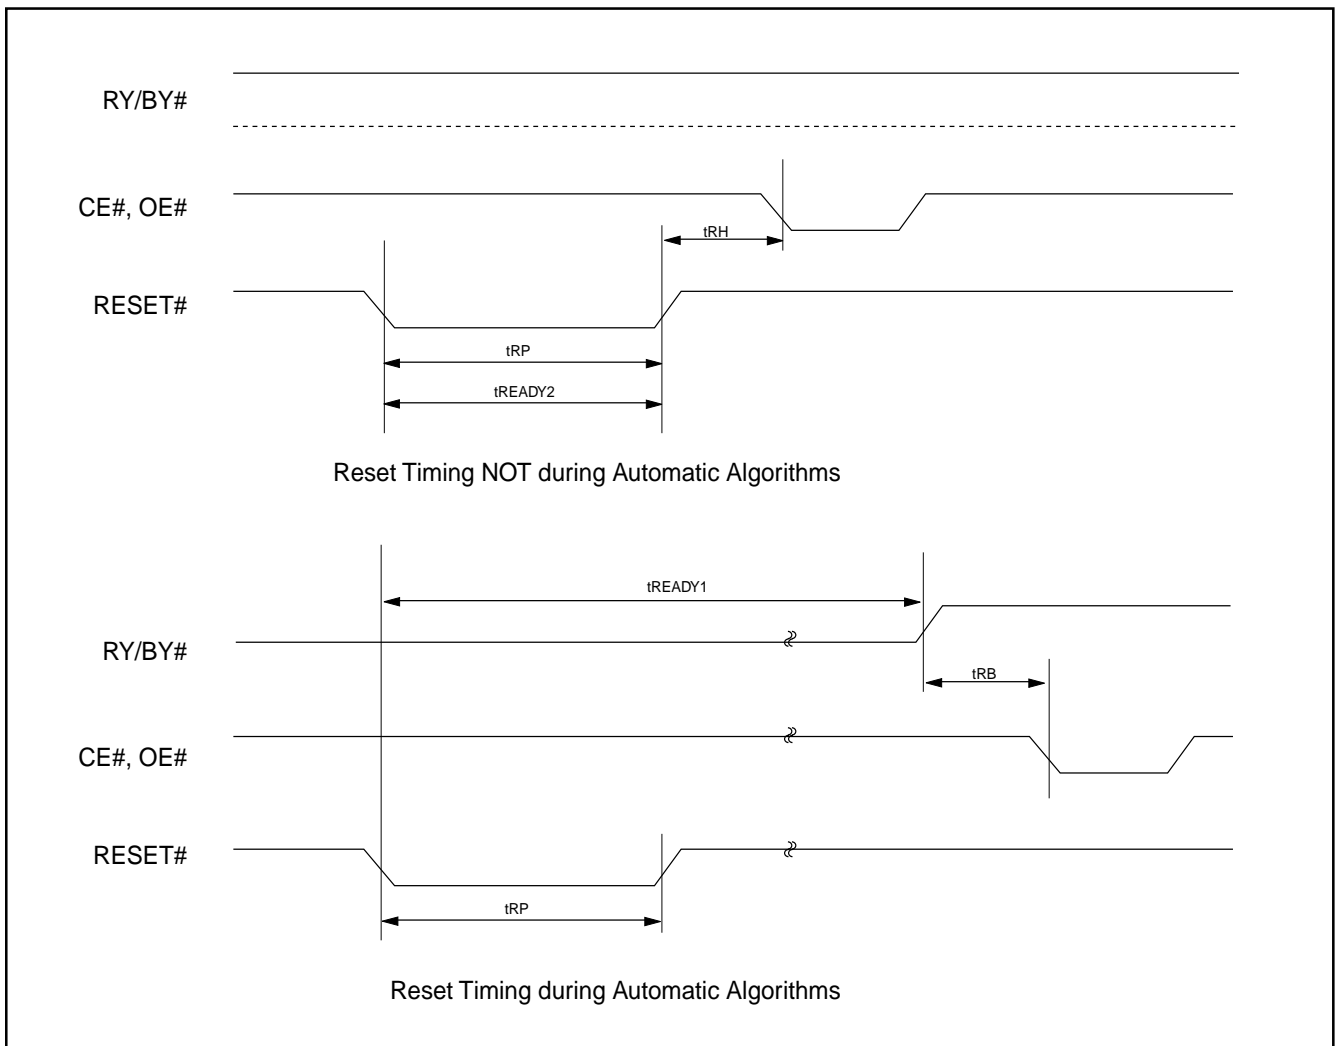 RY/BY#
CE#, OE#
tRH
RESET#
tRP
tREADY2
Reset Timing NOT during Automatic Algorithms
tREADY1
RY/BY#
tRB
CE#, OE#
RESET#
tRP
Reset Timing during Automatic Algorithms